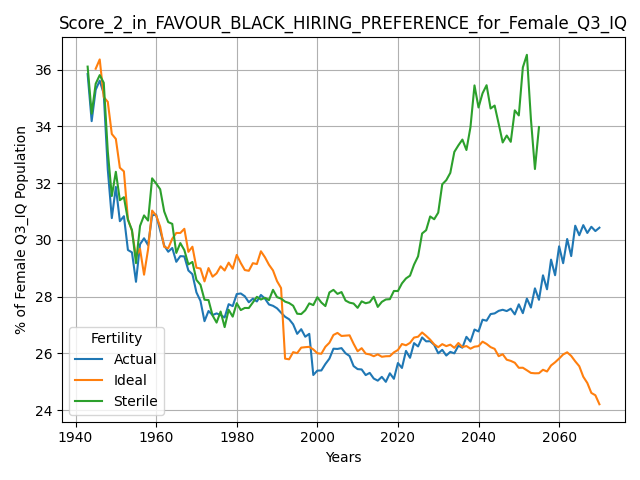 Score_2_in_FAVOUR_BLACK_HIRING_PREFERENCE_for_Female_Q3_IQ
% of Female Q3_IQ Population
36
34
32
30
28
26
24
Fertility
Actual
Ideal
Sterile
1940 1960 1980 2000 2020 2040 2060
Years